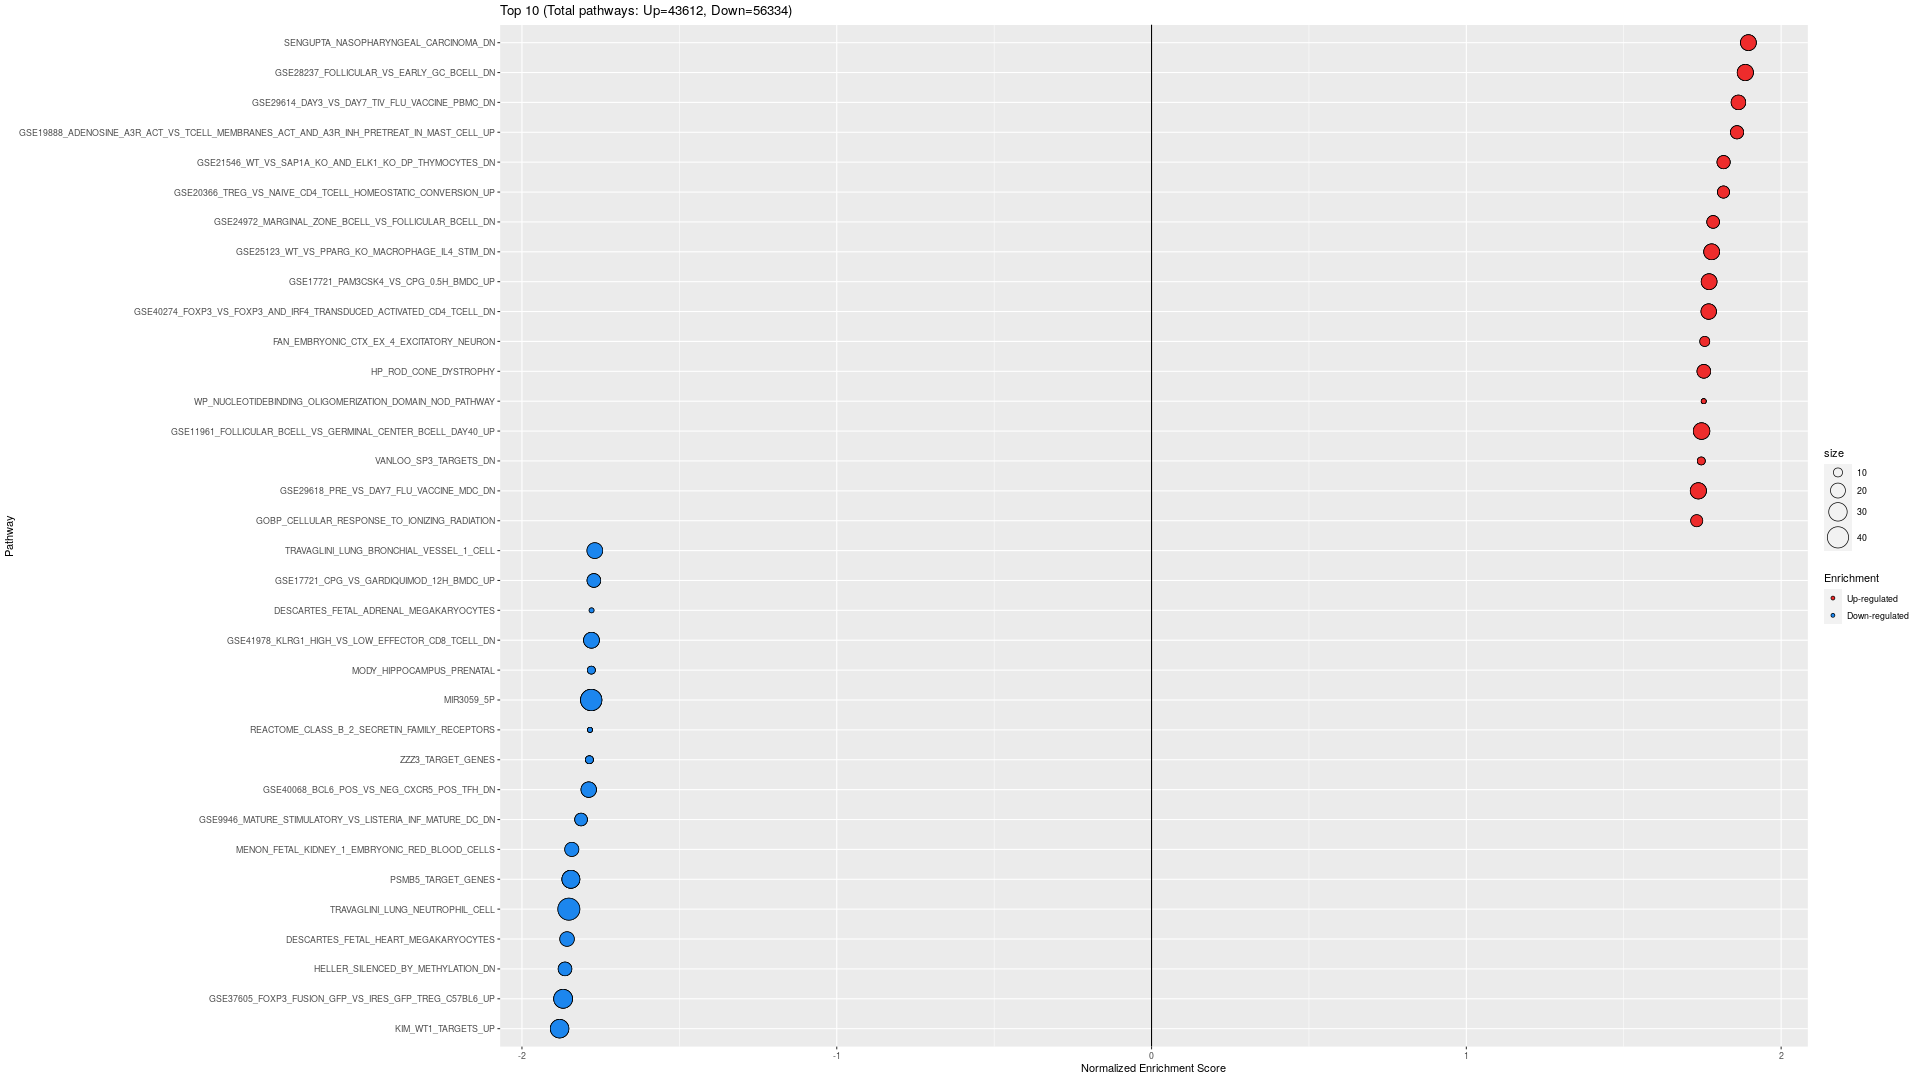 Top 10 (Total pathways: Up=43612, Down=56334)
SENGUPTA_NASOPHARYNGEAL_CARCINOMA_DN
GSE28237_FOLLICULAR_VS_EARLY_GC_BCELL_DN
GSE29614_DAY3_VS_DAY7_TIV_FLU_VACCINE_PBMC_DN
GSE19888_ADENOSINE_A3R_ACT_VS_TCELL_MEMBRANES_ACT_AND_A3R_INH_PRETREAT_IN_MAST_CELL_UP
GSE21546_WT_VS_SAP1A_KO_AND_ELK1_KO_DP_THYMOCYTES_DN
GSE20366_TREG_VS_NAIVE_CD4_TCELL_HOMEOSTATIC_CONVERSION_UP
GSE24972_MARGINAL_ZONE_BCELL_VS_FOLLICULAR_BCELL_DN
GSE25123_WT_VS_PPARG_KO_MACROPHAGE_IL4_STIM_DN
GSE17721_PAM3CSK4_VS_CPG_0.5H_BMDC_UP
GSE40274_FOXP3_VS_FOXP3_AND_IRF4_TRANSDUCED_ACTIVATED_CD4_TCELL_DN
FAN_EMBRYONIC_CTX_EX_4_EXCITATORY_NEURON
HP_ROD_CONE_DYSTROPHY
WP_NUCLEOTIDEBINDING_OLIGOMERIZATION_DOMAIN_NOD_PATHWAY
GSE11961_FOLLICULAR_BCELL_VS_GERMINAL_CENTER_BCELL_DAY40_UP
VANLOO_SP3_TARGETS_DN
GSE29618_PRE_VS_DAY7_FLU_VACCINE_MDC_DN
GOBP_CELLULAR_RESPONSE_TO_IONIZING_RADIATION
TRAVAGLINI_LUNG_BRONCHIAL_VESSEL_1_CELL
GSE17721_CPG_VS_GARDIQUIMOD_12H_BMDC_UP
DESCARTES_FETAL_ADRENAL_MEGAKARYOCYTES
GSE41978_KLRG1_HIGH_VS_LOW_EFFECTOR_CD8_TCELL_DN
MODY_HIPPOCAMPUS_PRENATAL
MIR3059_5P
REACTOME_CLASS_B_2_SECRETIN_FAMILY_RECEPTORS
ZZZ3_TARGET_GENES
GSE40068_BCL6_POS_VS_NEG_CXCR5_POS_TFH_DN
GSE9946_MATURE_STIMULATORY_VS_LISTERIA_INF_MATURE_DC_DN
MENON_FETAL_KIDNEY_1_EMBRYONIC_RED_BLOOD_CELLS
PSMB5_TARGET_GENES
TRAVAGLINI_LUNG_NEUTROPHIL_CELL
DESCARTES_FETAL_HEART_MEGAKARYOCYTES
HELLER_SILENCED_BY_METHYLATION_DN
GSE37605_FOXP3_FUSION_GFP_VS_IRES_GFP_TREG_C57BL6_UP
KIM_WT1_TARGETS_UP
Pathway
-2 -1 0 1 2
Normalized Enrichment Score
size
10
20
30
40
Enrichment
Up-regulated
Down-regulated